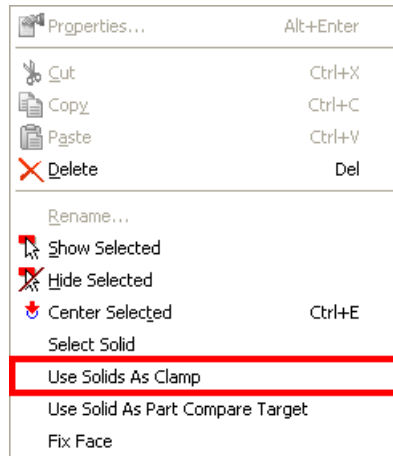 Properties... Alt+Enter
Cut Ctrl+X
Copy Ctrl+C
Paste Ctrl+V
Delete Del
Rename...
Show Selected
Hide Selected
Center Selected Ctrl+E
Select Solid
Use Solids As Clamp
Use Solid As Part Compare Target
Fix Face